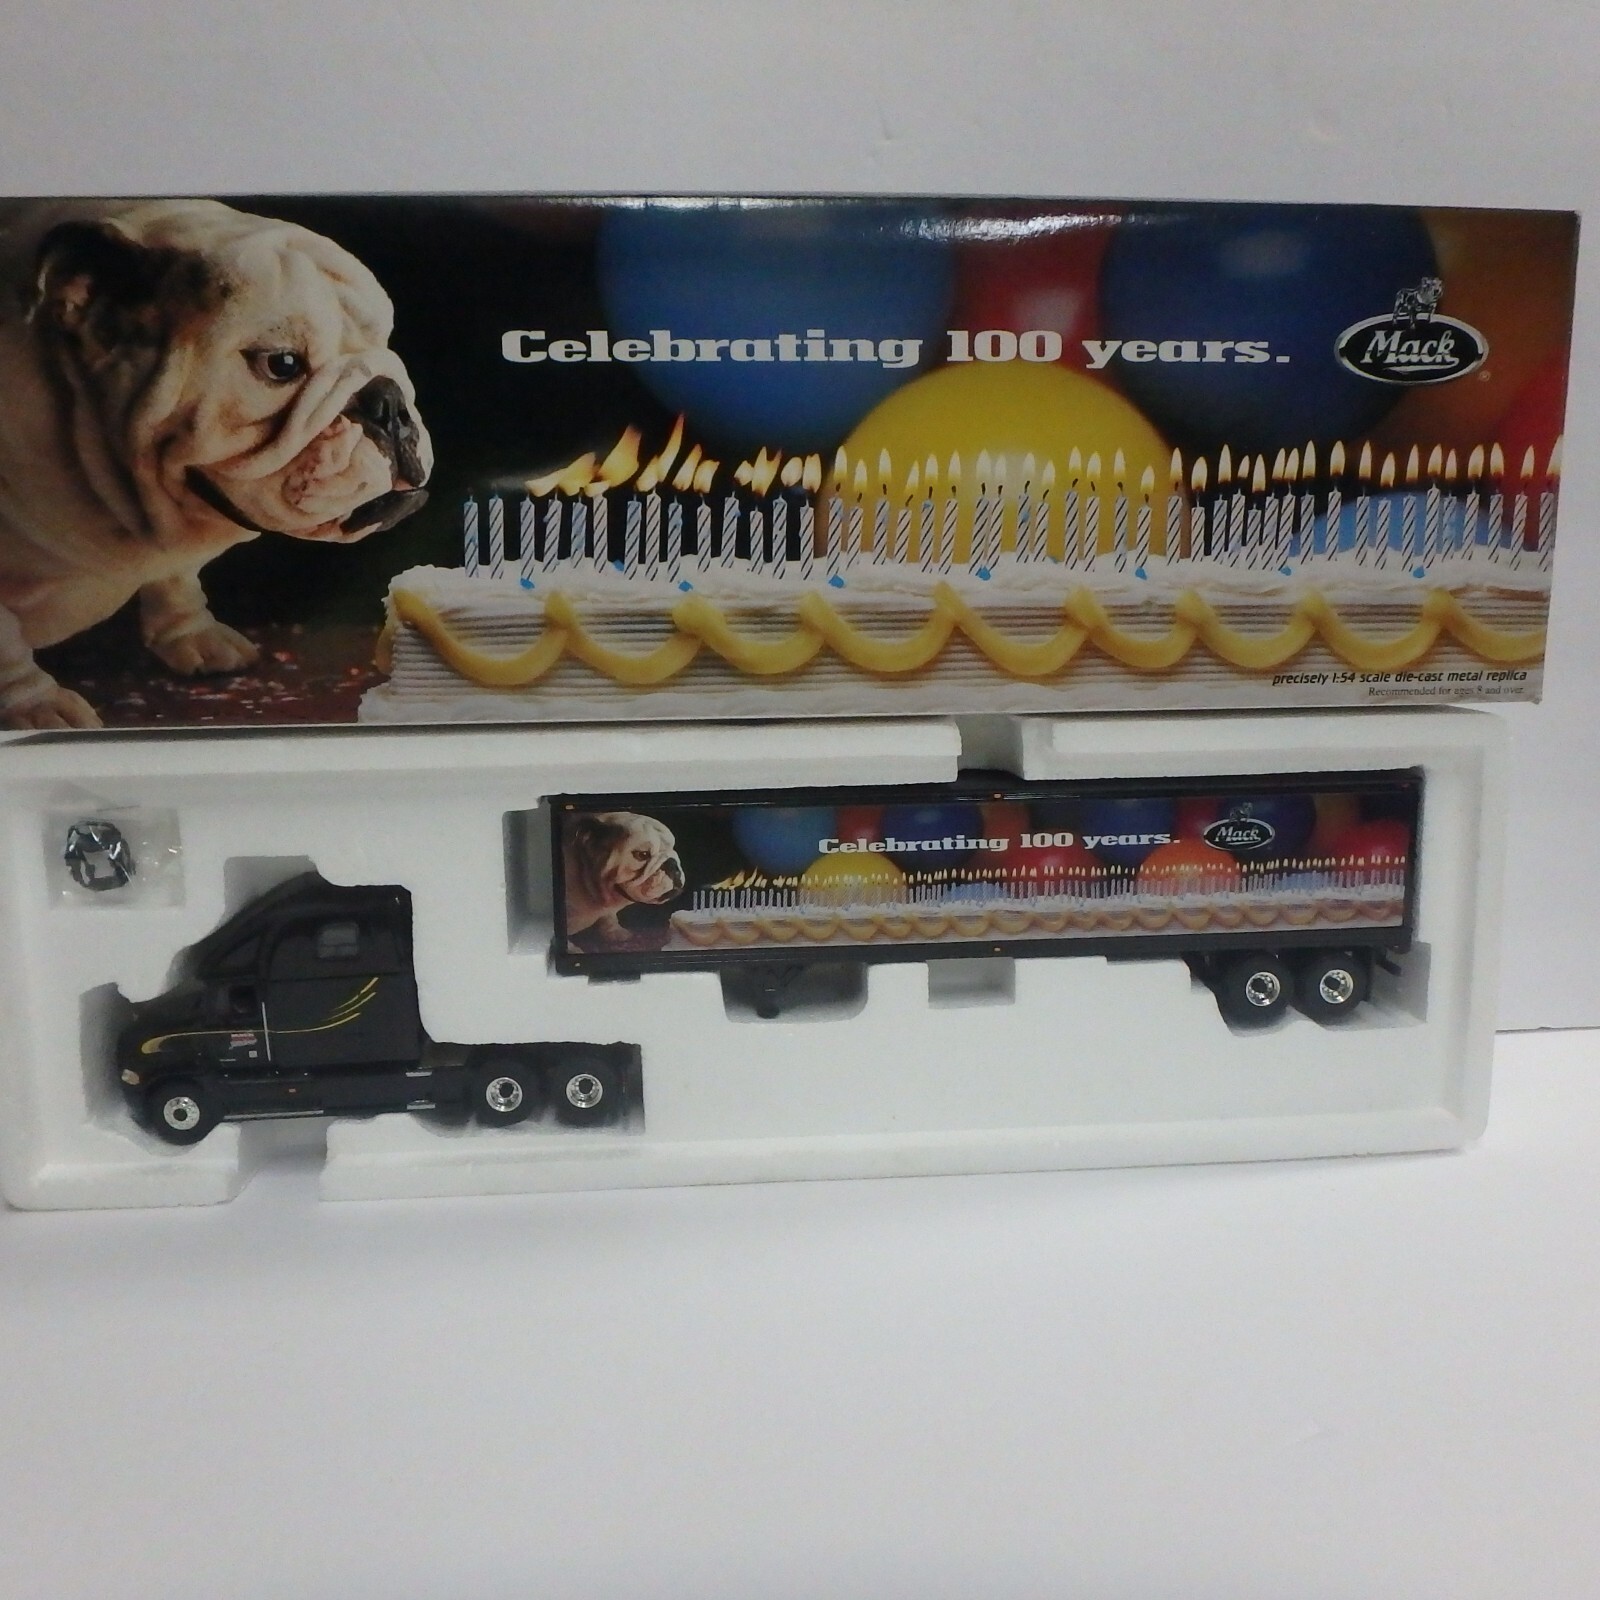 Celebrating 100 years.
Mack
®
precisely 1:54 scale die-cast metal replica
Recommended for ages 8 and over.
Celebrating 100 years.
Mack